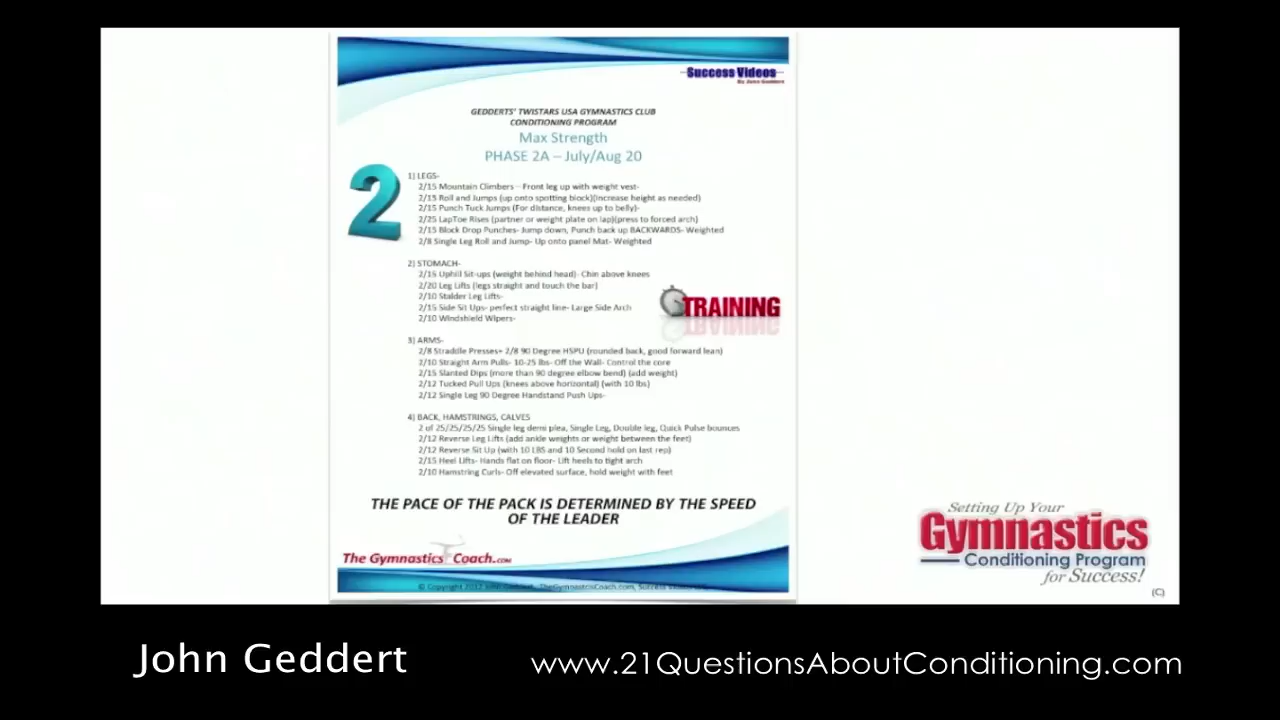 Success Videos
By John Geddert
GEDDERTS' TWISTARS USA GYMNASTICS CLUB
CONDITIONING PROGRAM
Max Strength
PHASE 2A – July/Aug 20
2
1) LEGS-
2/15 Mountain Climbers – Front leg up with weight vest-
2/15 Roll and Jumps (up onto spotting block)(increase height as needed)
2/15 Punch Tuck Jumps (For distance, knees up to belly)-
2/25 LapToe Rises (partner or weight plate on lap)(press to forced arch)
2/15 Block Drop Punches- Jump down, Punch back up BACKWARDS- Weighted
2/8 Single Leg Roll and Jump- Up onto panel Mat- Weighted
2) STOMACH-
2/15 Uphill Sit-ups (weight behind head)- Chin above knees
2/20 Leg Lifts (legs straight and touch the bar)
2/10 Stalder Leg Lifts-
2/15 Side Sit Ups- perfect straight line- Large Side Arch
2/10 Windshield Wipers-
TRAINING
3) ARMS-
2/8 Straddle Presses+ 2/8 90 Degree HSPU (rounded back, good forward lean)
2/10 Straight Arm Pulls- 10-25 lbs- Off the Wall- Control the core
2/15 Slanted Dips (more than 90 degree elbow bend) (add weight)
2/12 Tucked Pull Ups (knees above horizontal) (with 10 lbs)
2/12 Single Leg 90 Degree Handstand Push Ups-
4) BACK, HAMSTRINGS, CALVES
2 of 25/25/25/25 Single leg demi plea, Single Leg, Double leg, Quick Pulse bounces
2/12 Reverse Leg Lifts (add ankle weights or weight between the feet)
2/12 Reverse Sit Up (with 10 LBS and 10 Second hold on last rep)
2/15 Heel Lifts- Hands flat on floor- Lift heels to tight arch
2/10 Hamstring Curls- Off elevated surface, hold weight with feet
THE PACE OF THE PACK IS DETERMINED BY THE SPEED
OF THE LEADER
The Gymnastics Coach.com
© Copyright 2012 John Geddert, TheGymnasticsCoach.com, Success Videos
Setting Up Your
Gymnastics
Conditioning Program
for Success!
(C)
John Geddert
www.21QuestionsAboutConditioning.com